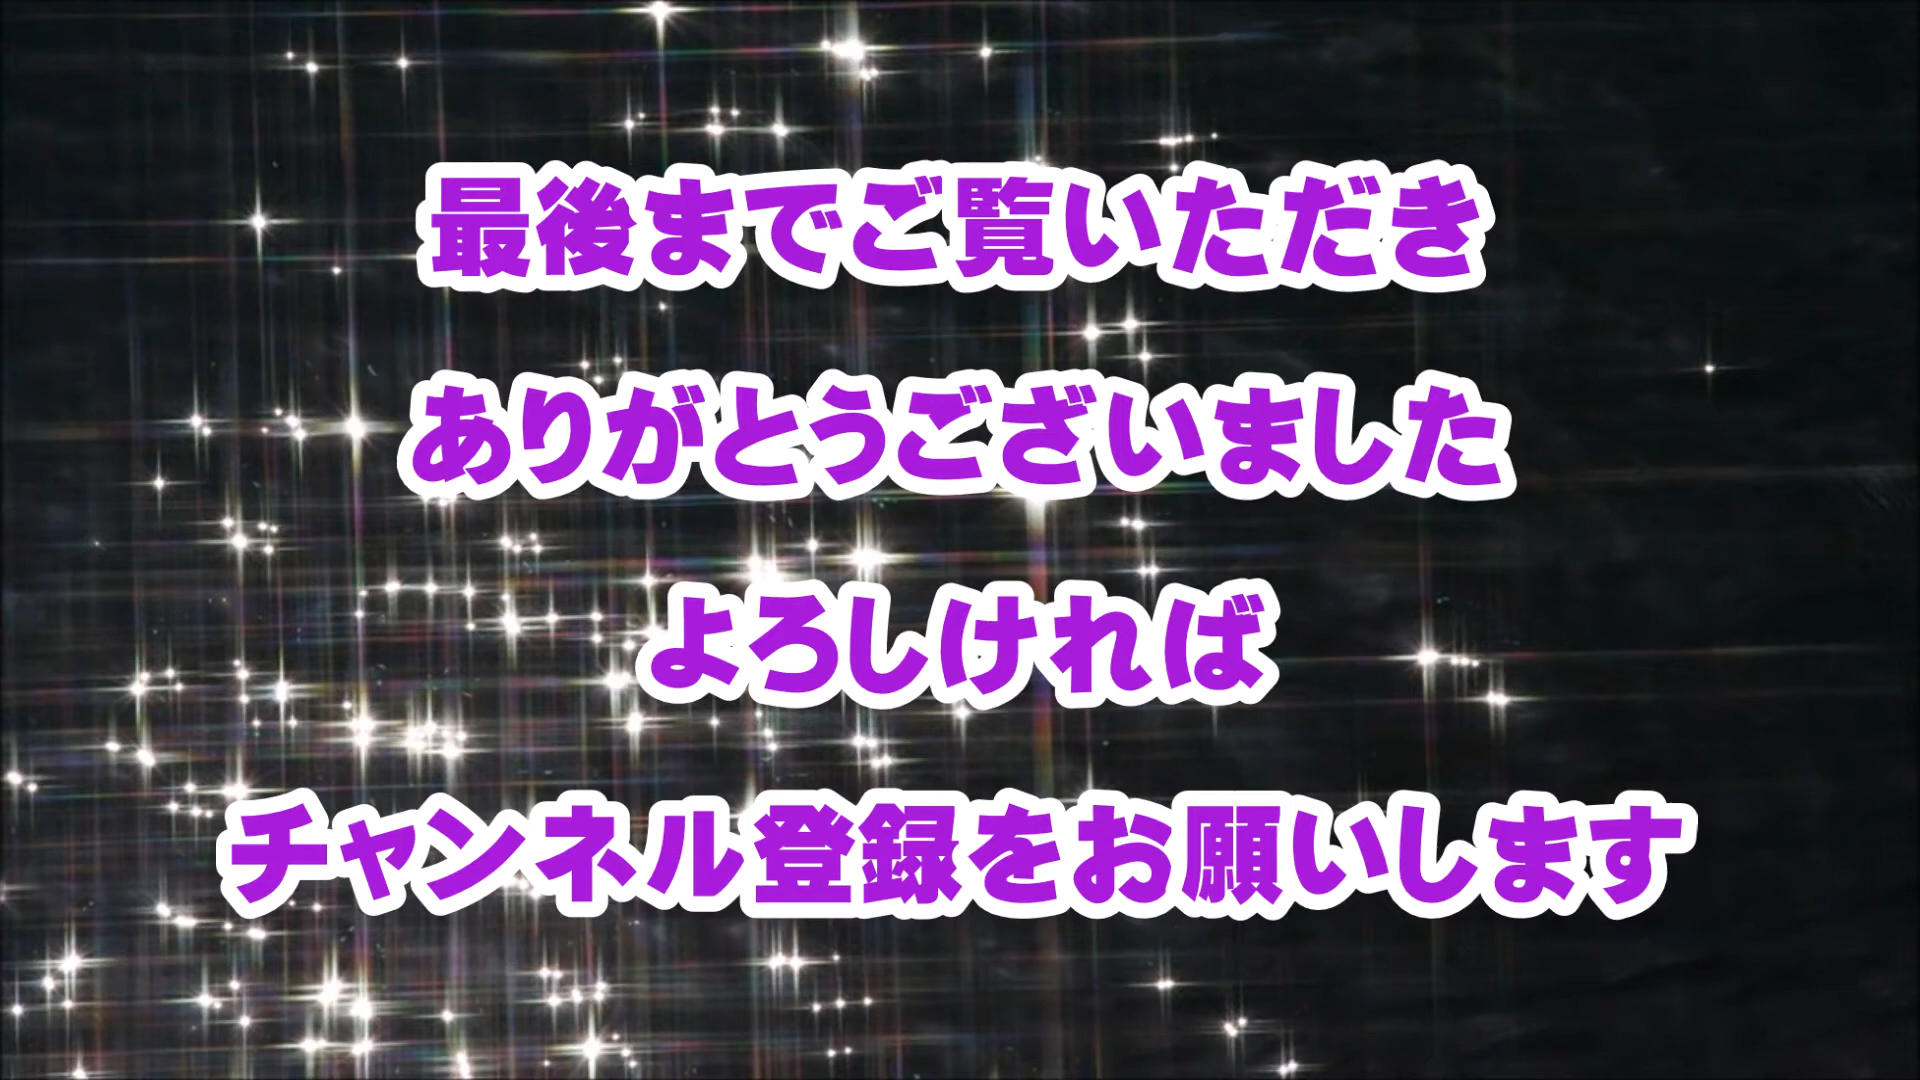 最後までご覧いただき
ありがとうございました
よろしければ
チャンネル登録をお願いします